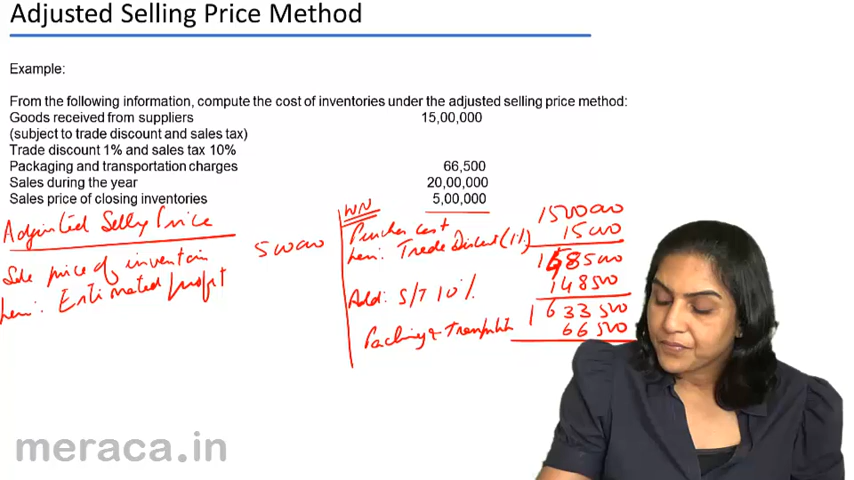 Adjusted Selling Price Method
Example:
From the following information, compute the cost of inventories under the adjusted selling price method:
Goods received from suppliers 15,00,000
(subject to trade discount and sales tax)
Trade discount 1% and sales tax 10%
Packaging and transportation charges 66,500
Sales during the year 20,00,000
Sales price of closing inventories 5,00,000
Adjusted Selling Price
Sale price of inventories 500000
Less: Estimated profit
WN
Purchase cost 1500000
Less: Trade Discount (1%) 15000
1485000
Add: S/T 10% 148500
1633500
Packing & Transportation 66500
meraca.in